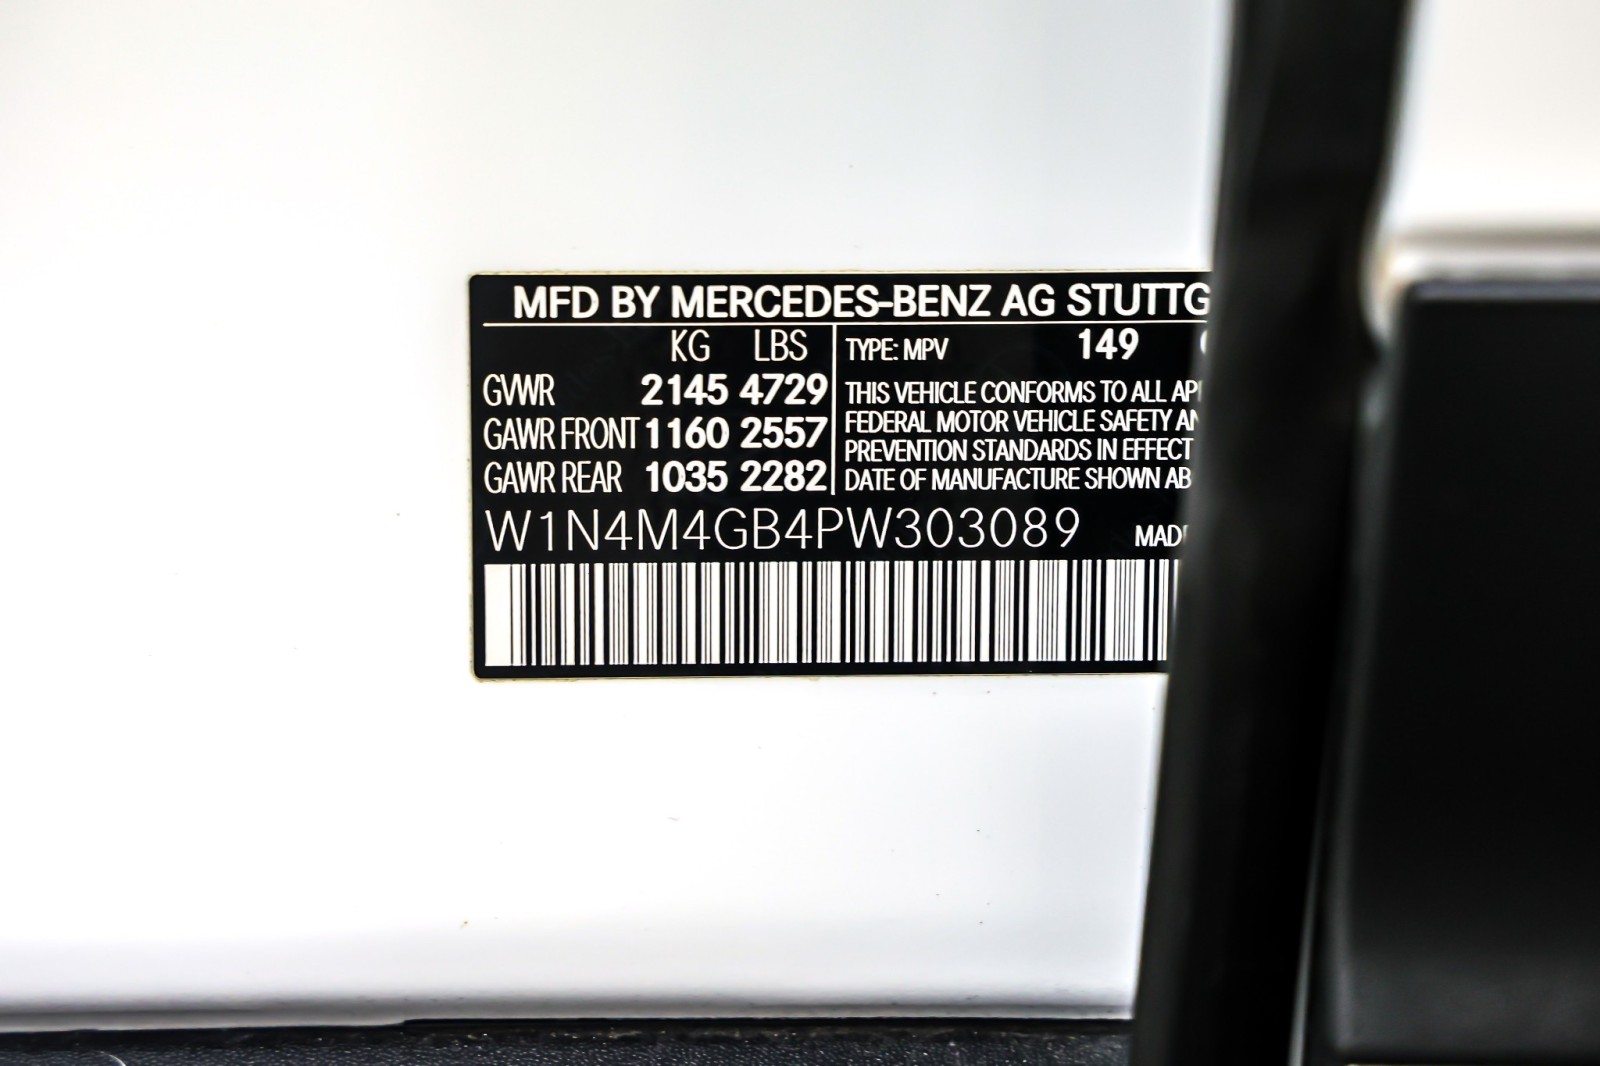 MFD BY MERCEDES-BENZ AG STUTTG
KG LBS
GVWR 2145 4729
GAWR FRONT 1160 2557
GAWR REAR 1035 2282
TYPE: MPV 149
THIS VEHICLE CONFORMS TO ALL AP
FEDERAL MOTOR VEHICLE SAFETY AN
PREVENTION STANDARDS IN EFFECT
DATE OF MANUFACTURE SHOWN AB
W1N4M4GB4PW303089 MAD